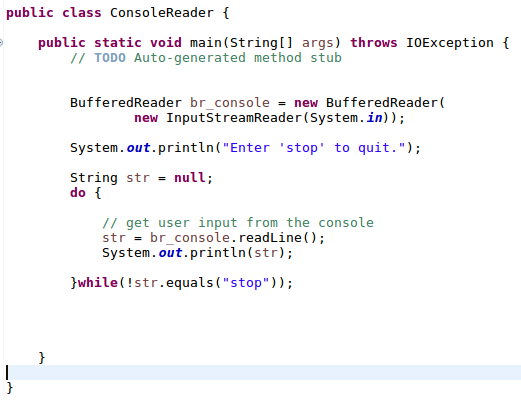 public class ConsoleReader {
public static void main(String[] args) throws IOException {
// TODO Auto-generated method stub
BufferedReader br_console = new BufferedReader(
new InputStreamReader(System.in));
System.out.println("Enter 'stop' to quit.");
String str = null;
do {
// get user input from the console
str = br_console.readLine();
System.out.println(str);
}while(!str.equals("stop"));
}
}